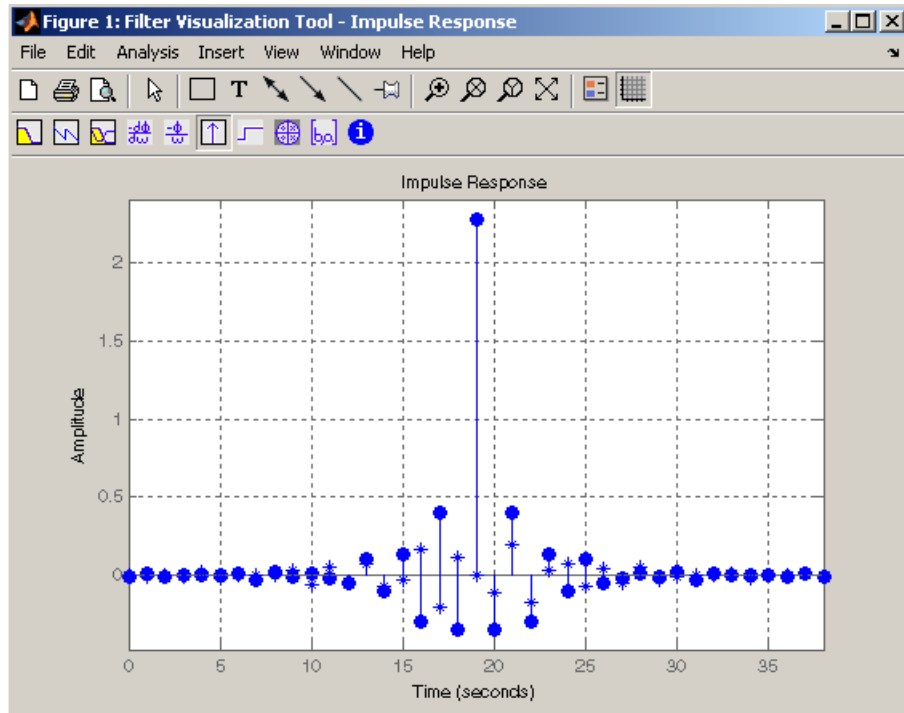 Figure 1: Filter Visualization Tool - Impulse Response
File Edit Analysis Insert View Window Help
T
Impulse Response
2
1.5
1
0.5
0
Amplitude
0 5 10 15 20 25 30 35
Time (seconds)